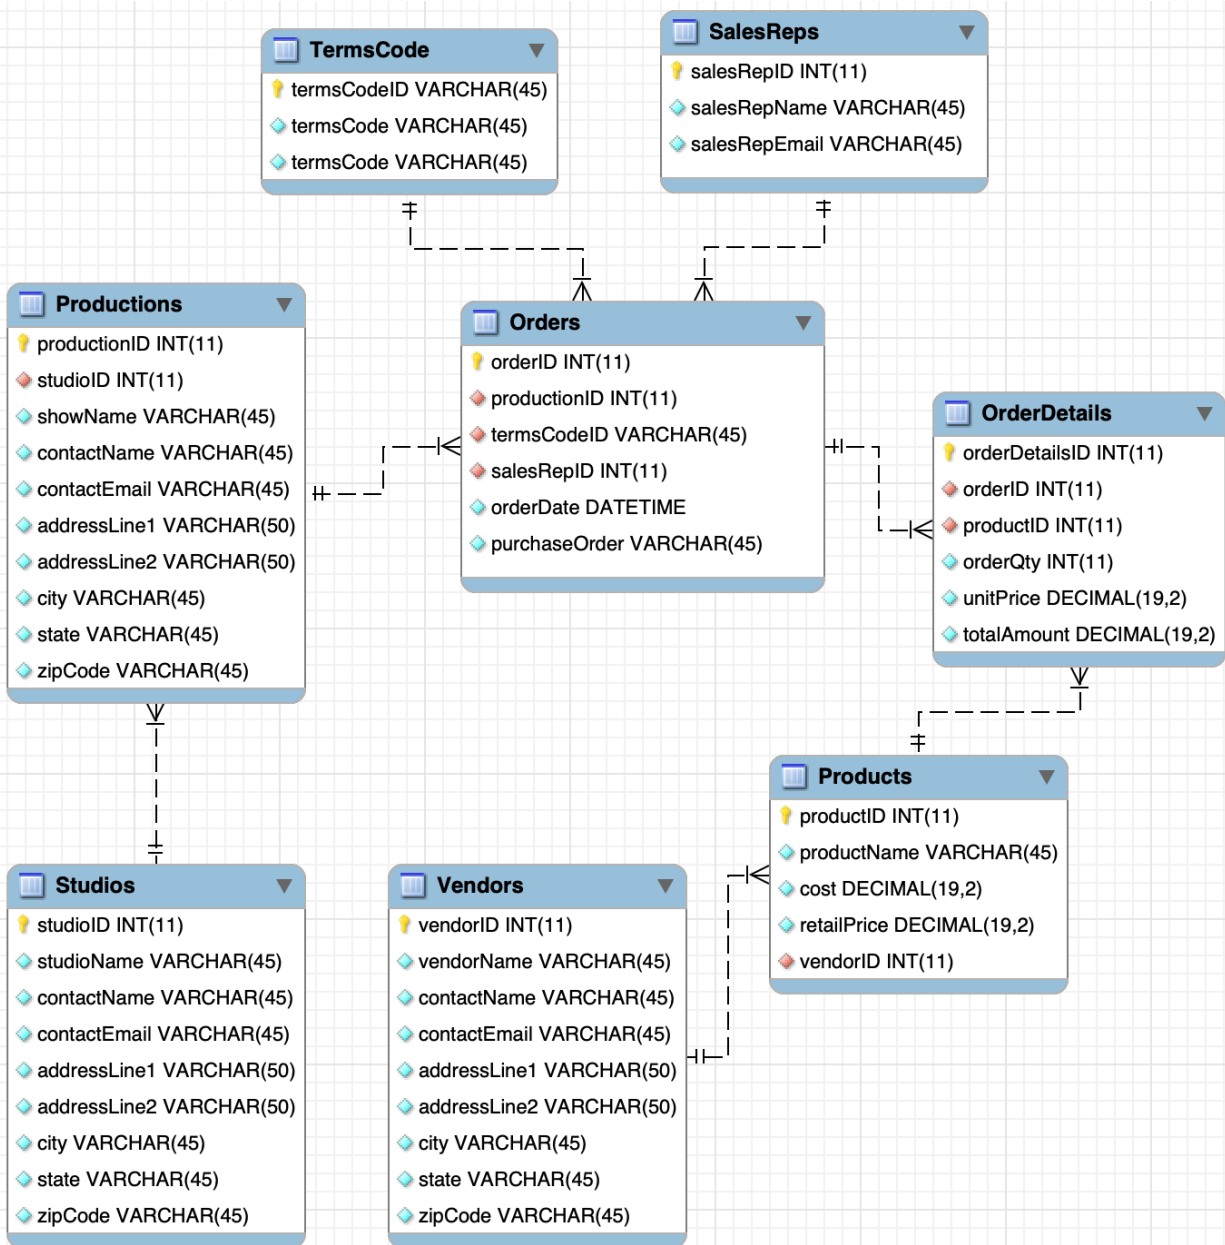 TermsCode
termsCodeID VARCHAR(45)
termsCode VARCHAR(45)
termsCode VARCHAR(45)
SalesReps
salesRepID INT(11)
salesRepName VARCHAR(45)
salesRepEmail VARCHAR(45)
Productions
productionID INT(11)
studioID INT(11)
showName VARCHAR(45)
contactName VARCHAR(45)
contactEmail VARCHAR(45)
addressLine1 VARCHAR(50)
addressLine2 VARCHAR(50)
city VARCHAR(45)
state VARCHAR(45)
zipCode VARCHAR(45)
Orders
orderID INT(11)
productionID INT(11)
termsCodeID VARCHAR(45)
salesRepID INT(11)
orderDate DATETIME
purchaseOrder VARCHAR(45)
OrderDetails
orderDetailsID INT(11)
orderID INT(11)
productID INT(11)
orderQty INT(11)
unitPrice DECIMAL(19,2)
totalAmount DECIMAL(19,2)
Products
productID INT(11)
productName VARCHAR(45)
cost DECIMAL(19,2)
retailPrice DECIMAL(19,2)
vendorID INT(11)
Studios
studioID INT(11)
studioName VARCHAR(45)
contactName VARCHAR(45)
contactEmail VARCHAR(45)
addressLine1 VARCHAR(50)
addressLine2 VARCHAR(50)
city VARCHAR(45)
state VARCHAR(45)
zipCode VARCHAR(45)
Vendors
vendorID INT(11)
vendorName VARCHAR(45)
contactName VARCHAR(45)
contactEmail VARCHAR(45)
addressLine1 VARCHAR(50)
addressLine2 VARCHAR(50)
city VARCHAR(45)
state VARCHAR(45)
zipCode VARCHAR(45)